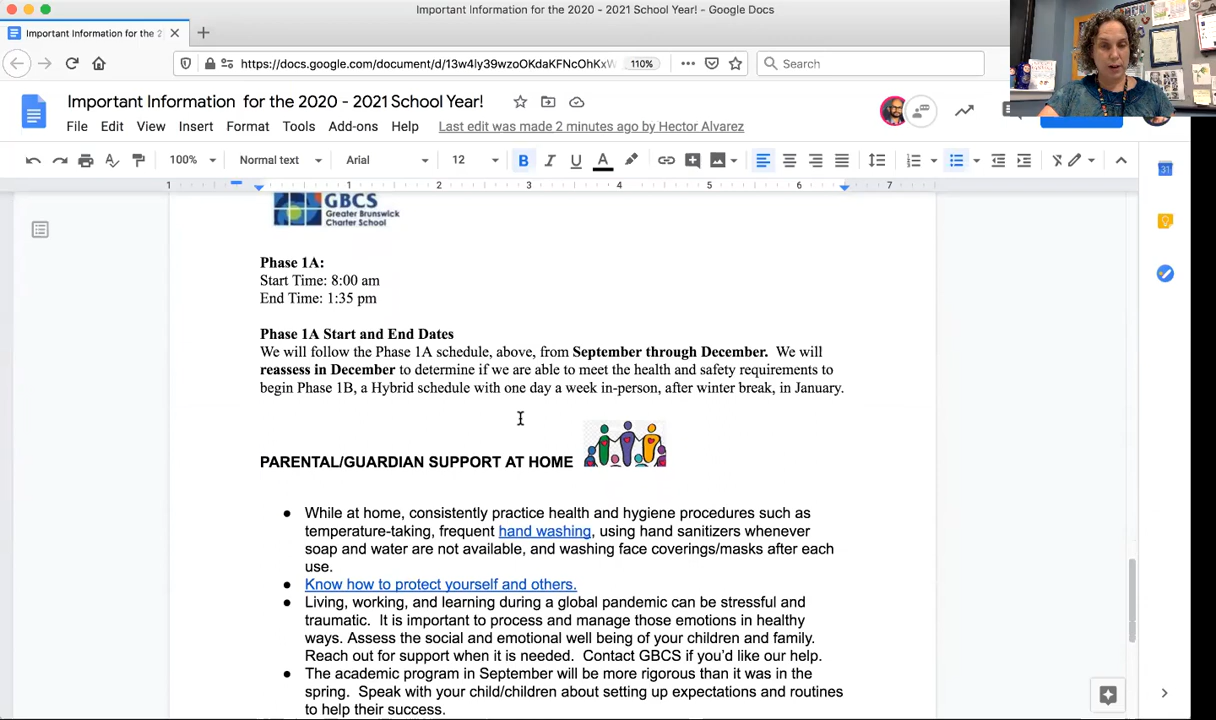 Important Information for the 2020 - 2021 School Year! - Google Docs
Important Information for the 2
https://docs.google.com/document/d/13w4ly39wzoOKdaKFNcOhKxW
110%
Search
Important Information for the 2020 - 2021 School Year!
File Edit View Insert Format Tools Add-ons Help Last edit was made 2 minutes ago by Hector Alvarez
100% Normal text Arial 12 B I U A
1 1 2 3 4 5 6 7
31
GBCS
Greater Brunswick
Charter School
Phase 1A:
Start Time: 8:00 am
End Time: 1:35 pm
Phase 1A Start and End Dates
We will follow the Phase 1A schedule, above, from September through December. We will
reassess in December to determine if we are able to meet the health and safety requirements to
begin Phase 1B, a Hybrid schedule with one day a week in-person, after winter break, in January.
PARENTAL/GUARDIAN SUPPORT AT HOME
● While at home, consistently practice health and hygiene procedures such as
temperature-taking, frequent hand washing, using hand sanitizers whenever
soap and water are not available, and washing face coverings/masks after each
use.
● Know how to protect yourself and others.
● Living, working, and learning during a global pandemic can be stressful and
traumatic. It is important to process and manage those emotions in healthy
ways. Assess the social and emotional well being of your children and family.
Reach out for support when it is needed. Contact GBCS if you'd like our help.
● The academic program in September will be more rigorous than it was in the
spring. Speak with your child/children about setting up expectations and routines
to help their success.